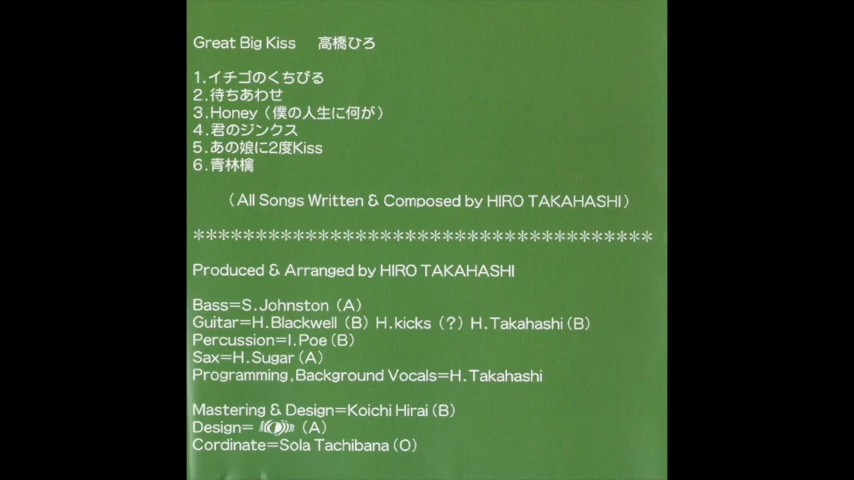 Great Big Kiss 高橋ひろ
1.イチゴのくちびる
2.待ちあわせ
3.Honey(僕の人生に何が)
4.君のジンクス
5.あの娘に2度Kiss
6.青林檎
(All Songs Written & Composed by HIRO TAKAHASHI)
*************************************
Produced & Arranged by HIRO TAKAHASHI
Bass=S.Johnston(A)
Guitar=H.Blackwell(B) H.kicks(?) H.Takahashi(B)
Percussion=I.Poe(B)
Sax=H.Sugar(A)
Programming,Background Vocals=H.Takahashi
Mastering & Design=Koichi Hirai(B)
Design= (A)
Cordinate=Sola Tachibana(O)